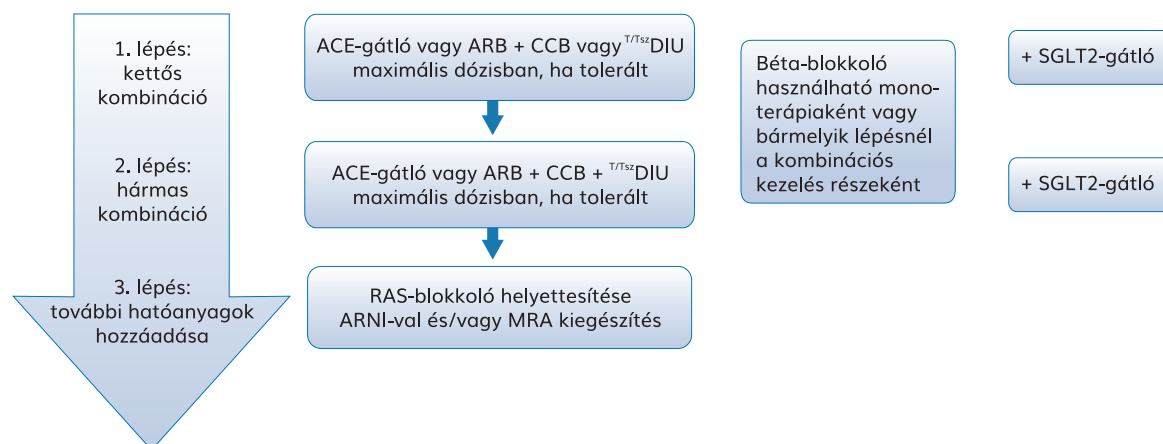 1. lépés:
kettős
kombináció
ACE-gátló vagy ARB + CCB vagy T/TszDIU
maximális dózisban, ha tolerált
Béta-blokkoló
használható mono-
terápiaként vagy
bármelyik lépésnél
a kombinációs
kezelés részeként
+ SGLT2-gátló
2. lépés:
hármas
kombináció
ACE-gátló vagy ARB + CCB + T/TszDIU
maximális dózisban, ha tolerált
+ SGLT2-gátló
3. lépés:
további hatóanyagok
hozzáadása
RAS-blokkoló helyettesítése
ARNI-val és/vagy MRA kiegészítés